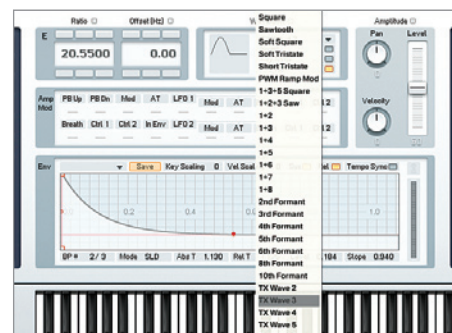 Ratio Offset (Hz) W Amplitude
E 20.5500 0.00 Pan Level
Velocity
Amp Mod PB Up PB Dn Mod AT LFO 1 Mod AT
Breath Ctrl 1 Ctrl 2 In Env LFO 2 Mod AT
Env Save Key Scaling 0 Vel Tempo Sync
0.2 0.4 1.0
BP # 2/3 Mode SLD Abs T 1.190 Rel T Slope 0.940
Square
Sawtooth
Soft Square
Soft Tristate
Short Tristate
PWM Ramp Mod
1+3+5 Square
1+2+3 Saw
1+2
1+3
1+4
1+5
1+6
1+7
1+8
2nd Formant
3rd Formant
4th Formant
5th Formant
6th Formant
8th Formant
10th Formant
TX Wave 2
TX Wave 3
TX Wave 4
TX Wave 5